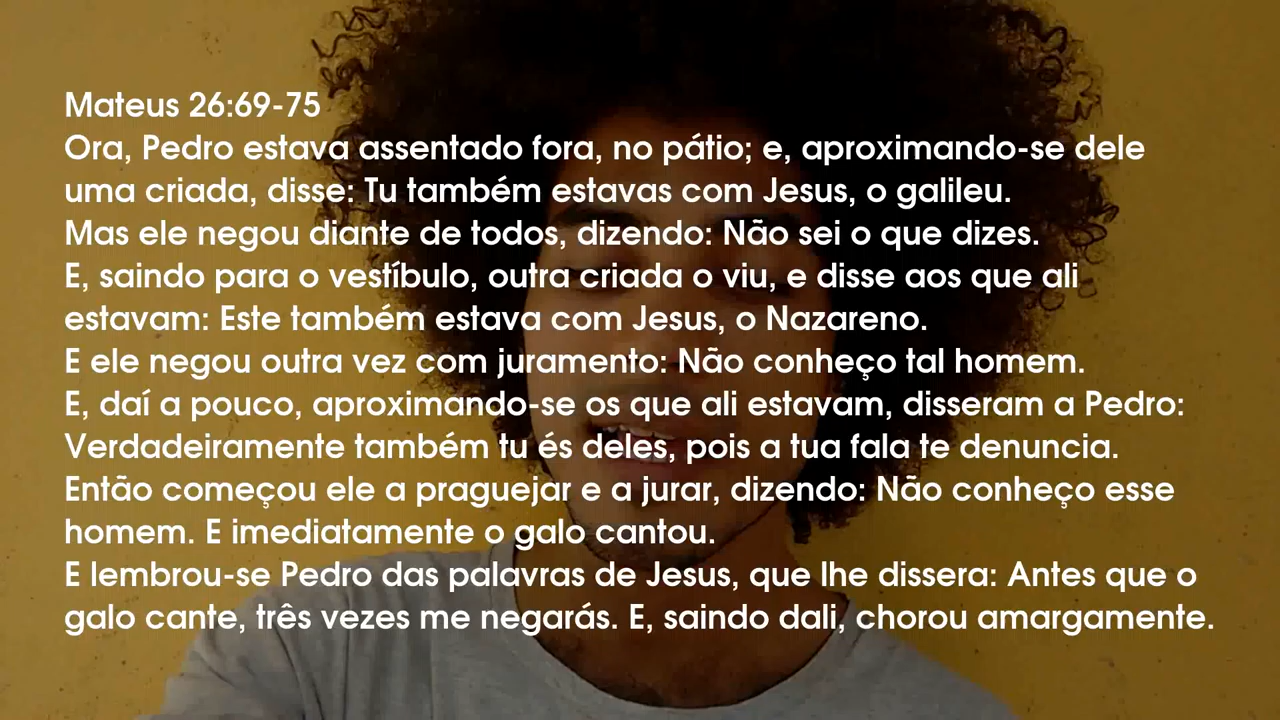 Mateus 26:69-75
Ora, Pedro estava assentado fora, no pátio; e, aproximando-se dele
uma criada, disse: Tu também estavas com Jesus, o galileu.
Mas ele negou diante de todos, dizendo: Não sei o que dizes.
E, saindo para o vestíbulo, outra criada o viu, e disse aos que ali
estavam: Este também estava com Jesus, o Nazareno.
E ele negou outra vez com juramento: Não conheço tal homem.
E, daí a pouco, aproximando-se os que ali estavam, disseram a Pedro:
Verdadeiramente também tu és deles, pois a tua fala te denuncia.
Então começou ele a praguejar e a jurar, dizendo: Não conheço esse
homem. E imediatamente o galo cantou.
E lembrou-se Pedro das palavras de Jesus, que lhe dissera: Antes que o
galo cante, três vezes me negarás. E, saindo dali, chorou amargamente.